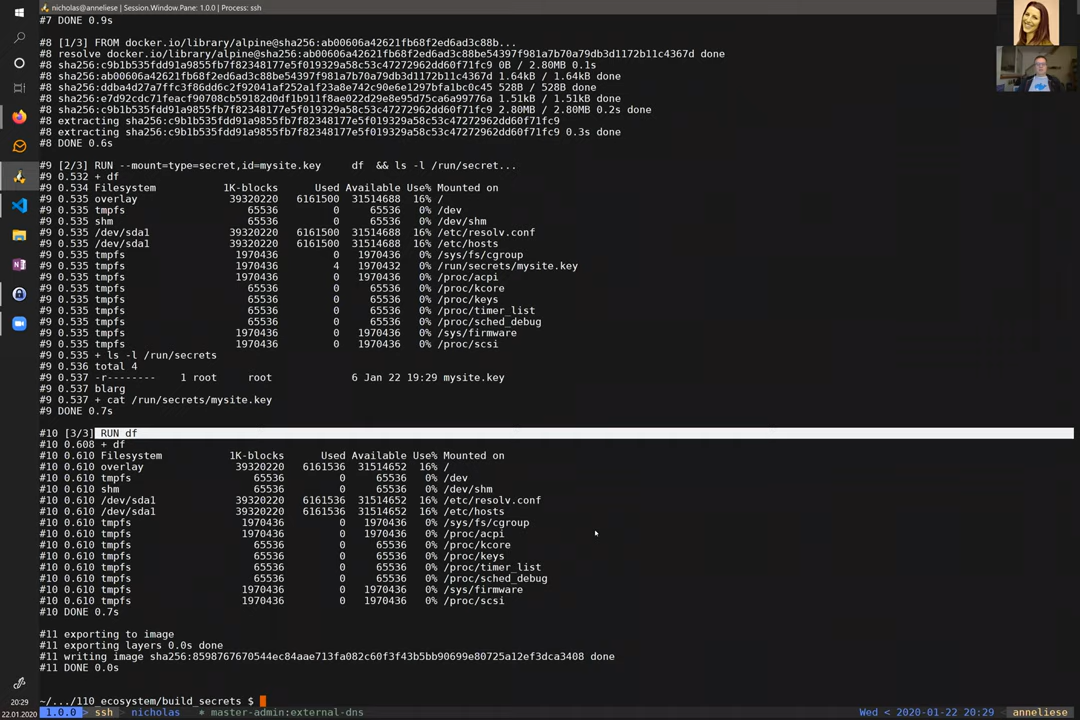 nicholas@anneliese | Session.Window.Pane: 1.0.0 | Process: ssh
#7 DONE 0.9s
#8 [1/3] FROM docker.io/library/alpine@sha256:ab00606a42621fb68f2ed6ad3c88b...
#8 resolve docker.io/library/alpine@sha256:ab00606a42621fb68f2ed6ad3c88be54397f981a7b70a79db3d1172b11c4367d done
#8 sha256:c9b1b535fdd91a9855fb7f82348177e5f019329a58c53c47272962dd60f71fc9 0B / 2.80MB 0.1s
#8 sha256:ab00606a42621fb68f2ed6ad3c88be54397f981a7b70a79db3d1172b11c4367d 1.64kB / 1.64kB done
#8 sha256:ddba4d27a7ffc3f86dd6c2f92041af252a1f23a8e742c90e6e1297bfa1bc0c45 528B / 528B done
#8 sha256:e7d92cdc71feacf90708cb59182d0df1b911f8ae022d29e8e95d75ca6a99776a 1.51kB / 1.51kB done
#8 sha256:c9b1b535fdd91a9855fb7f82348177e5f019329a58c53c47272962dd60f71fc9 2.80MB / 2.80MB 0.2s done
#8 extracting sha256:c9b1b535fdd91a9855fb7f82348177e5f019329a58c53c47272962dd60f71fc9
#8 extracting sha256:c9b1b535fdd91a9855fb7f82348177e5f019329a58c53c47272962dd60f71fc9 0.3s done
#8 DONE 0.6s
#9 [2/3] RUN --mount=type=secret,id=mysite.key     df  && ls -l /run/secret...
#9 0.532 + df
#9 0.534 Filesystem           1K-blocks      Used Available Use% Mounted on
#9 0.535 overlay               39320220   6161500  31514688  16% /
#9 0.535 tmpfs                    65536         0     65536   0% /dev
#9 0.535 shm                      65536         0     65536   0% /dev/shm
#9 0.535 /dev/sda1             39320220   6161500  31514688  16% /etc/resolv.conf
#9 0.535 /dev/sda1             39320220   6161500  31514688  16% /etc/hosts
#9 0.535 tmpfs                  1970436         0   1970436   0% /sys/fs/cgroup
#9 0.535 tmpfs                  1970436         4   1970432   0% /run/secrets/mysite.key
#9 0.535 tmpfs                  1970436         0   1970436   0% /proc/acpi
#9 0.535 tmpfs                    65536         0     65536   0% /proc/kcore
#9 0.535 tmpfs                    65536         0     65536   0% /proc/keys
#9 0.535 tmpfs                    65536         0     65536   0% /proc/timer_list
#9 0.535 tmpfs                    65536         0     65536   0% /proc/sched_debug
#9 0.535 tmpfs                  1970436         0   1970436   0% /sys/firmware
#9 0.535 tmpfs                  1970436         0   1970436   0% /proc/scsi
#9 0.535 + ls -l /run/secrets
#9 0.536 total 4
#9 0.537 -r--------    1 root     root             6 Jan 22 19:29 mysite.key
#9 0.537 blarg
#9 0.537 + cat /run/secrets/mysite.key
#9 DONE 0.7s
#10 [3/3] RUN df
#10 0.608 + df
#10 0.610 Filesystem           1K-blocks      Used Available Use% Mounted on
#10 0.610 overlay               39320220   6161536  31514652  16% /
#10 0.610 tmpfs                    65536         0     65536   0% /dev
#10 0.610 shm                      65536         0     65536   0% /dev/shm
#10 0.610 /dev/sda1             39320220   6161536  31514652  16% /etc/resolv.conf
#10 0.610 /dev/sda1             39320220   6161536  31514652  16% /etc/hosts
#10 0.610 tmpfs                  1970436         0   1970436   0% /sys/fs/cgroup
#10 0.610 tmpfs                  1970436         0   1970436   0% /proc/acpi
#10 0.610 tmpfs                    65536         0     65536   0% /proc/kcore
#10 0.610 tmpfs                    65536         0     65536   0% /proc/keys
#10 0.610 tmpfs                    65536         0     65536   0% /proc/timer_list
#10 0.610 tmpfs                    65536         0     65536   0% /proc/sched_debug
#10 0.610 tmpfs                  1970436         0   1970436   0% /sys/firmware
#10 0.610 tmpfs                  1970436         0   1970436   0% /proc/scsi
#10 DONE 0.7s
#11 exporting to image
#11 exporting layers 0.0s done
#11 writing image sha256:8598767670544ec84aae713fa082c60f3f43b5bb90699e80725a12ef3dca3408 done
#11 DONE 0.0s
~/.../110_ecosystem/build_secrets $
20:29
22.01.2020
1.0.0  ssh  nicholas  * master-admin:external-dns  Wed < 2020-01-22 < 20:29 < anneliese